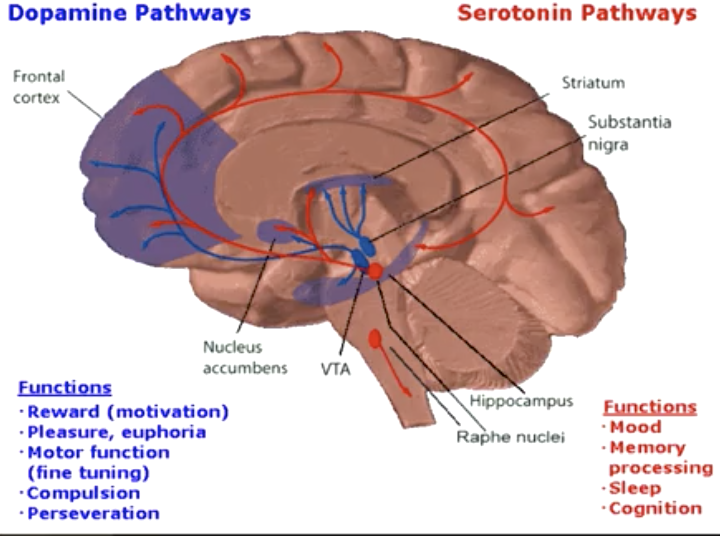 Dopamine Pathways
Serotonin Pathways
Frontal
cortex
Striatum
Substantia
nigra
Nucleus
accumbens
VTA
Hippocampus
Raphe nuclei
Functions
· Reward (motivation)
· Pleasure, euphoria
· Motor function
(fine tuning)
· Compulsion
· Perseveration
Functions
· Mood
· Memory
processing
· Sleep
· Cognition